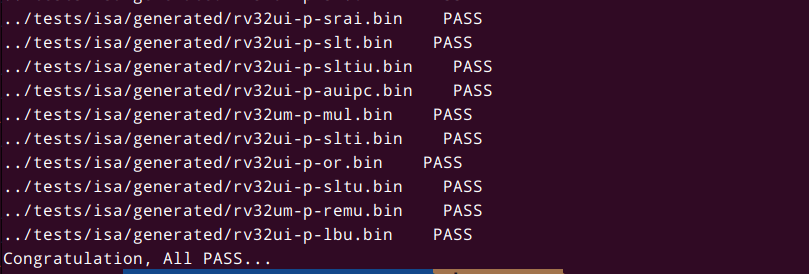 ../tests/isa/generated/rv32ui-p-srai.bin    PASS
../tests/isa/generated/rv32ui-p-slt.bin    PASS
../tests/isa/generated/rv32ui-p-sltiu.bin    PASS
../tests/isa/generated/rv32ui-p-auipc.bin    PASS
../tests/isa/generated/rv32um-p-mul.bin    PASS
../tests/isa/generated/rv32ui-p-slti.bin    PASS
../tests/isa/generated/rv32ui-p-or.bin    PASS
../tests/isa/generated/rv32ui-p-sltu.bin    PASS
../tests/isa/generated/rv32um-p-remu.bin    PASS
../tests/isa/generated/rv32ui-p-lbu.bin    PASS
Congratulation, All PASS...